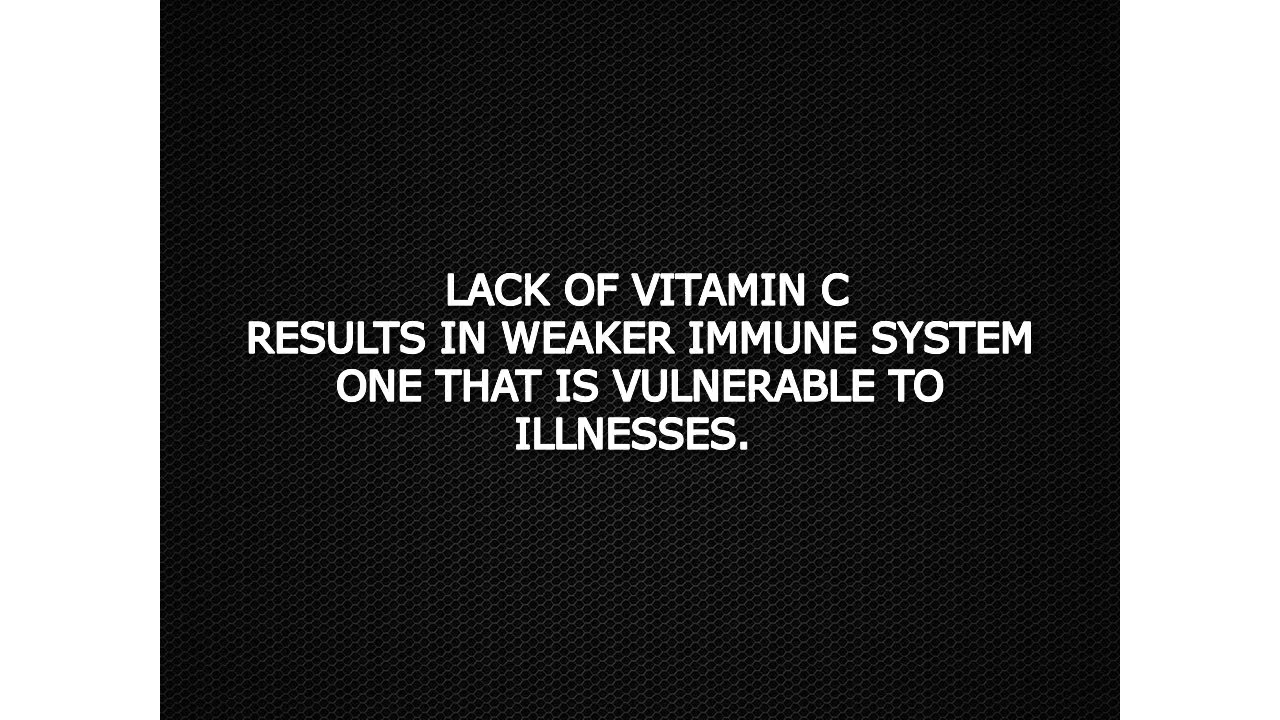 LACK OF VITAMIN C
RESULTS IN WEAKER IMMUNE SYSTEM
ONE THAT IS VULNERABLE TO
ILLNESSES.